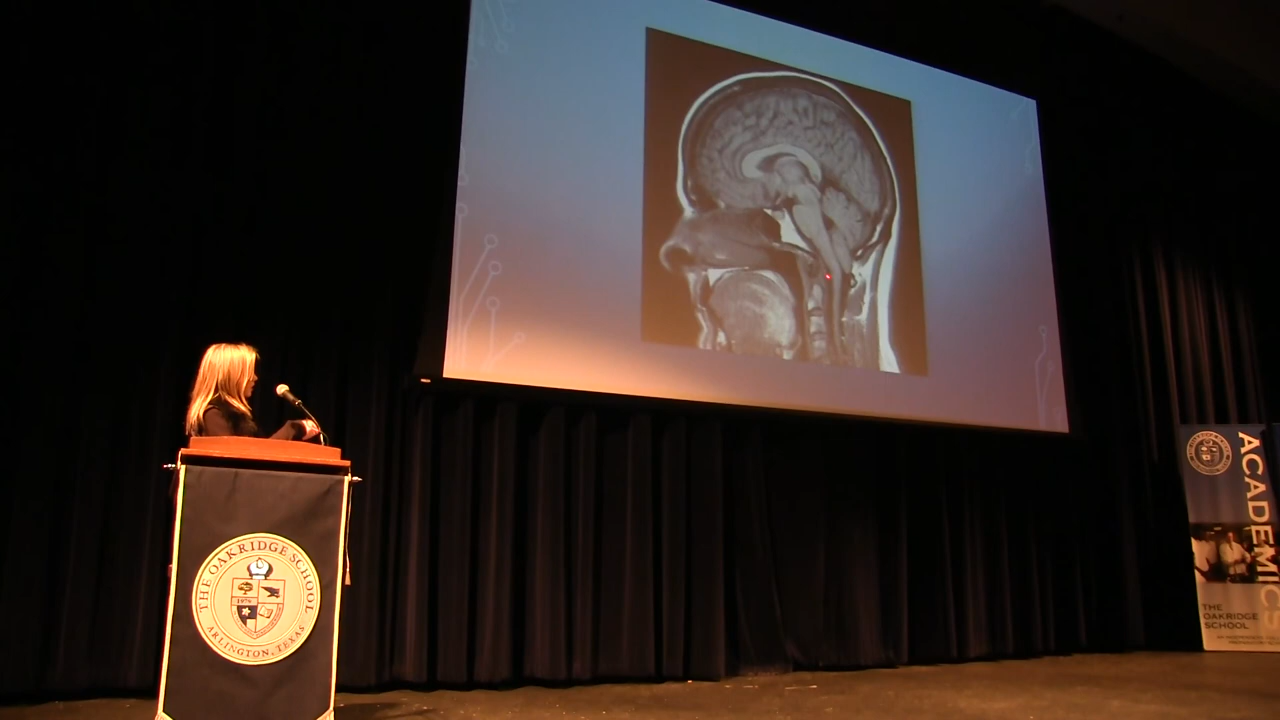 THE OAKRIDGE SCHOOL
1979
ARLINGTON, TEXAS
ACADEMICS
THE
OAKRIDGE
SCHOOL